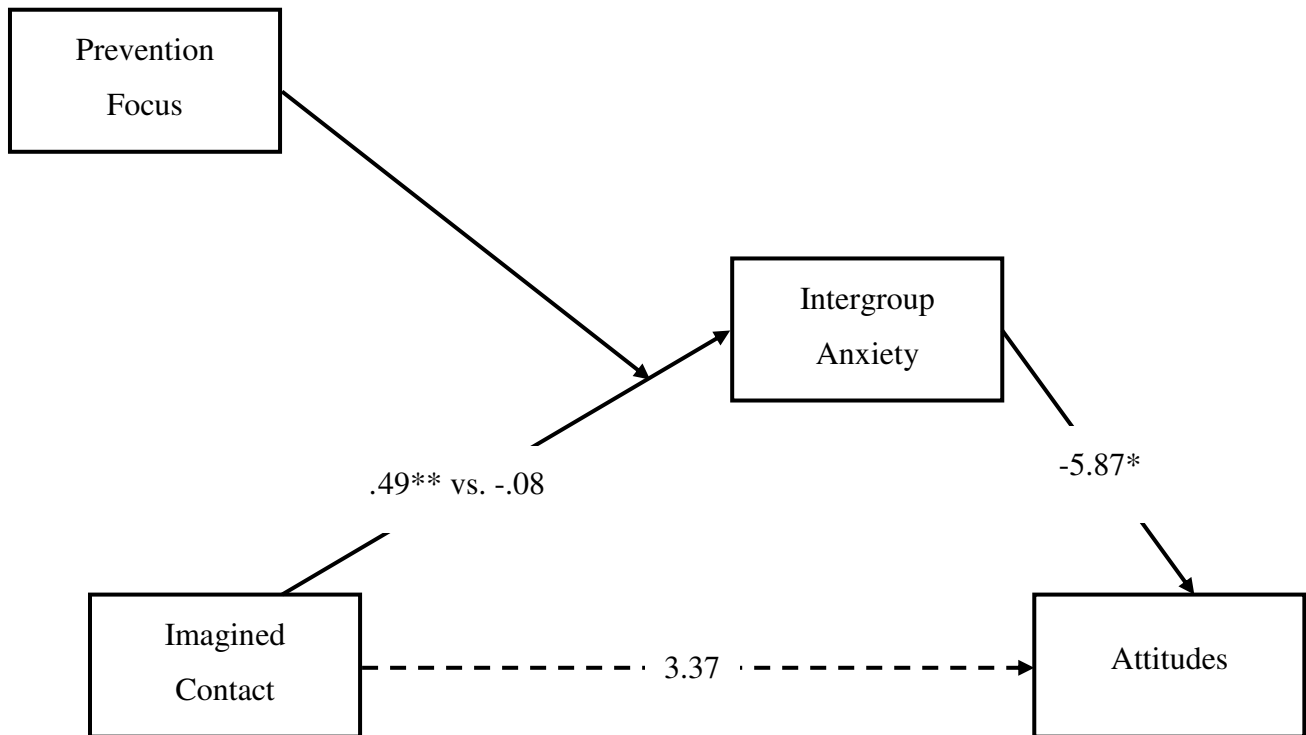 Prevention
Focus
Intergroup
Anxiety
-5.87*
.49** vs. -.08
Imagined
Contact
3.37
Attitudes